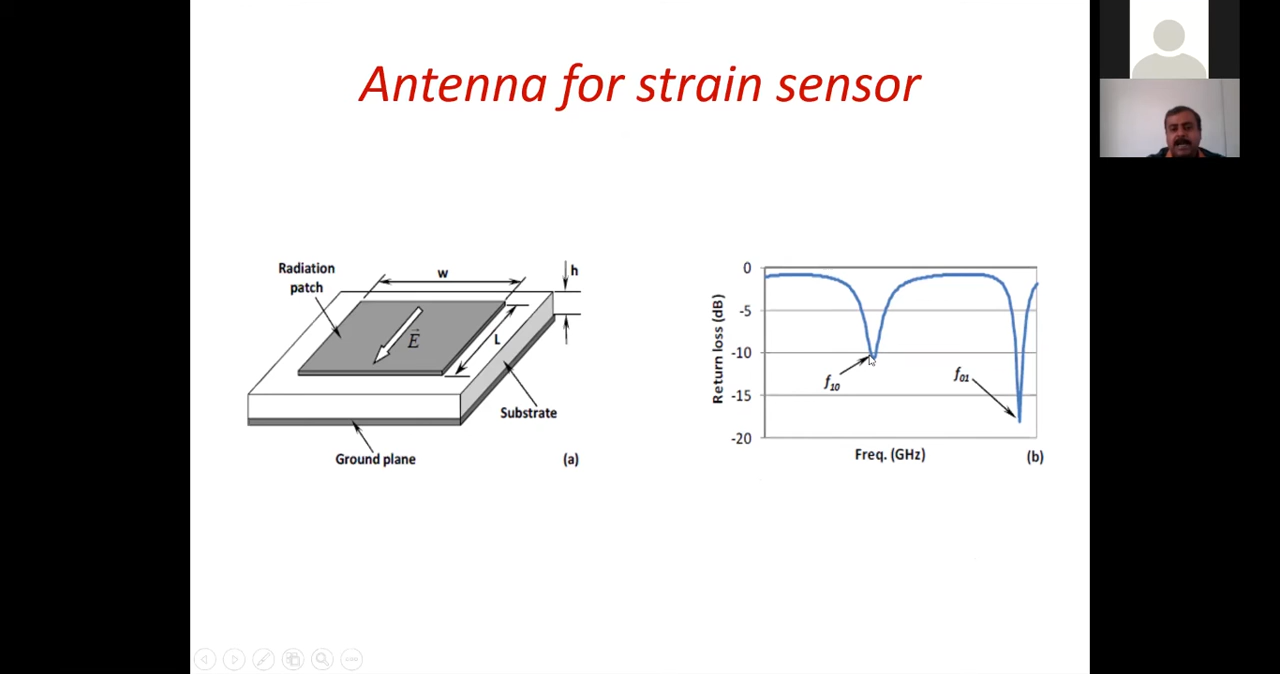 Antenna for strain sensor
Radiation
patch
w
h
E
L
Substrate
Ground plane
(a)
0
-5
-10
-15
-20
Return loss (dB)
f10
f01
Freq. (GHz)
(b)